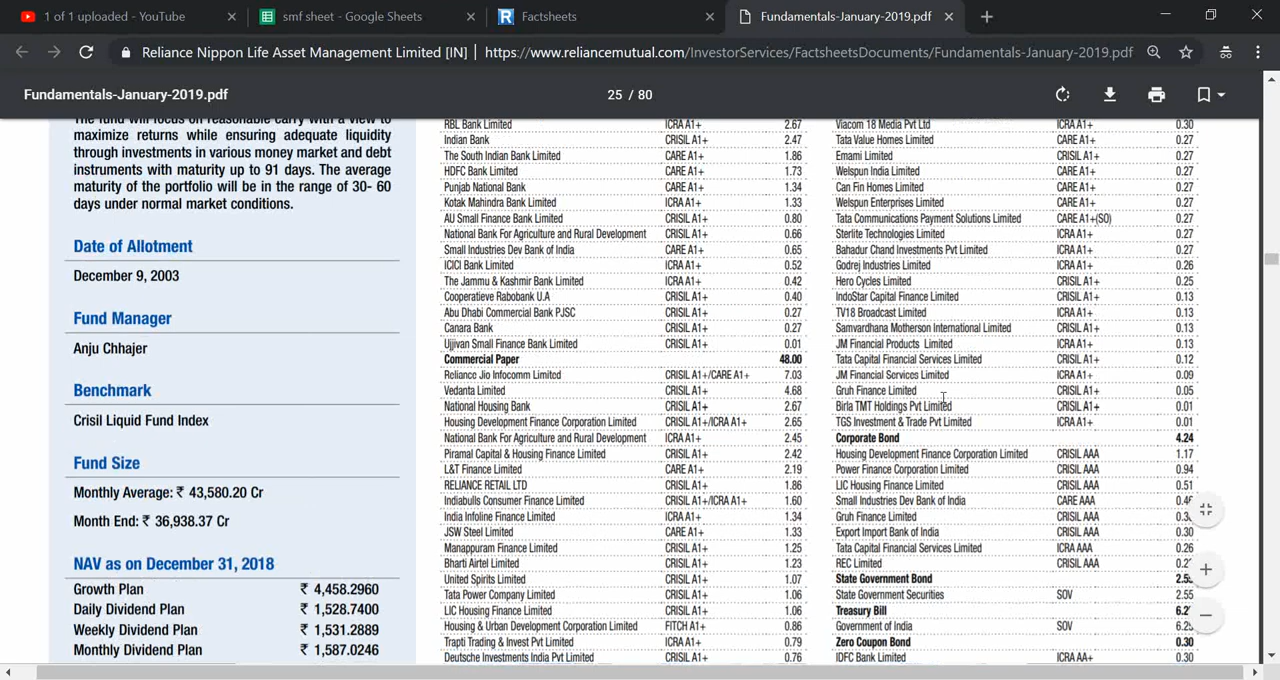 1 of 1 uploaded - YouTube
smf sheet - Google Sheets
Factsheets
Fundamentals-January-2019.pdf
Reliance Nippon Life Asset Management Limited [IN] | https://www.reliancemutual.com/InvestorServices/FactsheetsDocuments/Fundamentals-January-2019.pdf
Fundamentals-January-2019.pdf
25 / 80
The fund will focus on reasonable carry with a view to
maximize returns while ensuring adequate liquidity
through investments in various money market and debt
instruments with maturity up to 91 days. The average
maturity of the portfolio will be in the range of 30- 60
days under normal market conditions.
Date of Allotment
December 9, 2003
Fund Manager
Anju Chhajer
Benchmark
Crisil Liquid Fund Index
Fund Size
Monthly Average: ₹ 43,580.20 Cr
Month End: ₹ 36,938.37 Cr
NAV as on December 31, 2018
Growth Plan ₹ 4,458.2960
Daily Dividend Plan ₹ 1,528.7400
Weekly Dividend Plan ₹ 1,531.2889
Monthly Dividend Plan ₹ 1,587.0246
RBL Bank Limited ICRA A1+ 2.67
Indian Bank CRISIL A1+ 2.47
The South Indian Bank Limited CARE A1+ 1.86
HDFC Bank Limited CARE A1+ 1.73
Punjab National Bank CARE A1+ 1.34
Kotak Mahindra Bank Limited ICRA A1+ 1.33
AU Small Finance Bank Limited CRISIL A1+ 0.80
National Bank For Agriculture and Rural Development CRISIL A1+ 0.66
Small Industries Dev Bank of India CARE A1+ 0.65
ICICI Bank Limited ICRA A1+ 0.52
The Jammu & Kashmir Bank Limited CRISIL A1+ 0.42
Cooperatieve Rabobank U.A CRISIL A1+ 0.40
Abu Dhabi Commercial Bank PJSC CRISIL A1+ 0.27
Canara Bank CRISIL A1+ 0.27
Ujjivan Small Finance Bank Limited CRISIL A1+ 0.01
Commercial Paper 48.00
Reliance Jio Infocomm Limited CRISIL A1+/CARE A1+ 7.03
Vedanta Limited CRISIL A1+ 4.68
National Housing Bank CRISIL A1+ 2.67
Housing Development Finance Corporation Limited CRISIL A1+/ICRA A1+ 2.65
National Bank For Agriculture and Rural Development ICRA A1+ 2.45
Piramal Capital & Housing Finance Limited CRISIL A1+ 2.42
L&T Finance Limited CARE A1+ 2.19
RELIANCE RETAIL LTD CRISIL A1+ 1.86
Indiabulls Consumer Finance Limited CRISIL A1+/ICRA A1+ 1.60
India Infoline Finance Limited ICRA A1+ 1.34
JSW Steel Limited CARE A1+ 1.33
Manappuram Finance Limited CRISIL A1+ 1.25
Bharti Airtel Limited CRISIL A1+ 1.23
United Spirits Limited CRISIL A1+ 1.07
Tata Power Company Limited CRISIL A1+ 1.06
LIC Housing Finance Limited CRISIL A1+ 1.06
Housing & Urban Development Corporation Limited FITCH A1+ 0.86
Trapti Trading & Invest Pvt Limited ICRA A1+ 0.79
Deutsche Investments India Pvt Limited CRISIL A1+ 0.76
Viacom 18 Media Pvt Ltd ICRA A1+ 0.30
Tata Value Homes Limited CARE A1+ 0.27
Emami Limited CRISIL A1+ 0.27
Welspun India Limited CARE A1+ 0.27
Can Fin Homes Limited CARE A1+ 0.27
Welspun Enterprises Limited CARE A1+ 0.27
Tata Communications Payment Solutions Limited CARE A1+(SO) 0.27
Sterlite Technologies Limited ICRA A1+ 0.27
Bahadur Chand Investments Pvt Limited ICRA A1+ 0.27
Godrej Industries Limited ICRA A1+ 0.26
Hero Cycles Limited CRISIL A1+ 0.25
IndoStar Capital Finance Limited CRISIL A1+ 0.13
TV18 Broadcast Limited ICRA A1+ 0.13
Samvardhana Motherson International Limited CRISIL A1+ 0.13
JM Financial Products Limited ICRA A1+ 0.13
Tata Capital Financial Services Limited CRISIL A1+ 0.12
JM Financial Services Limited ICRA A1+ 0.09
Gruh Finance Limited CRISIL A1+ 0.05
Birla TMT Holdings Pvt Limited CRISIL A1+ 0.01
TGS Investment & Trade Pvt Limited ICRA A1+ 0.01
Corporate Bond 4.24
Housing Development Finance Corporation Limited CRISIL AAA 1.17
Power Finance Corporation Limited CRISIL AAA 0.94
LIC Housing Finance Limited CRISIL AAA 0.51
Small Industries Dev Bank of India CARE AAA
Gruh Finance Limited CRISIL AAA
Export Import Bank of India CRISIL AAA 0.30
Tata Capital Financial Services Limited ICRA AAA 0.26
REC Limited CRISIL AAA
State Government Bond
State Government Securities SOV 2.55
Treasury Bill
Government of India SOV
Zero Coupon Bond 0.30
IDFC Bank Limited ICRA AA+ 0.30